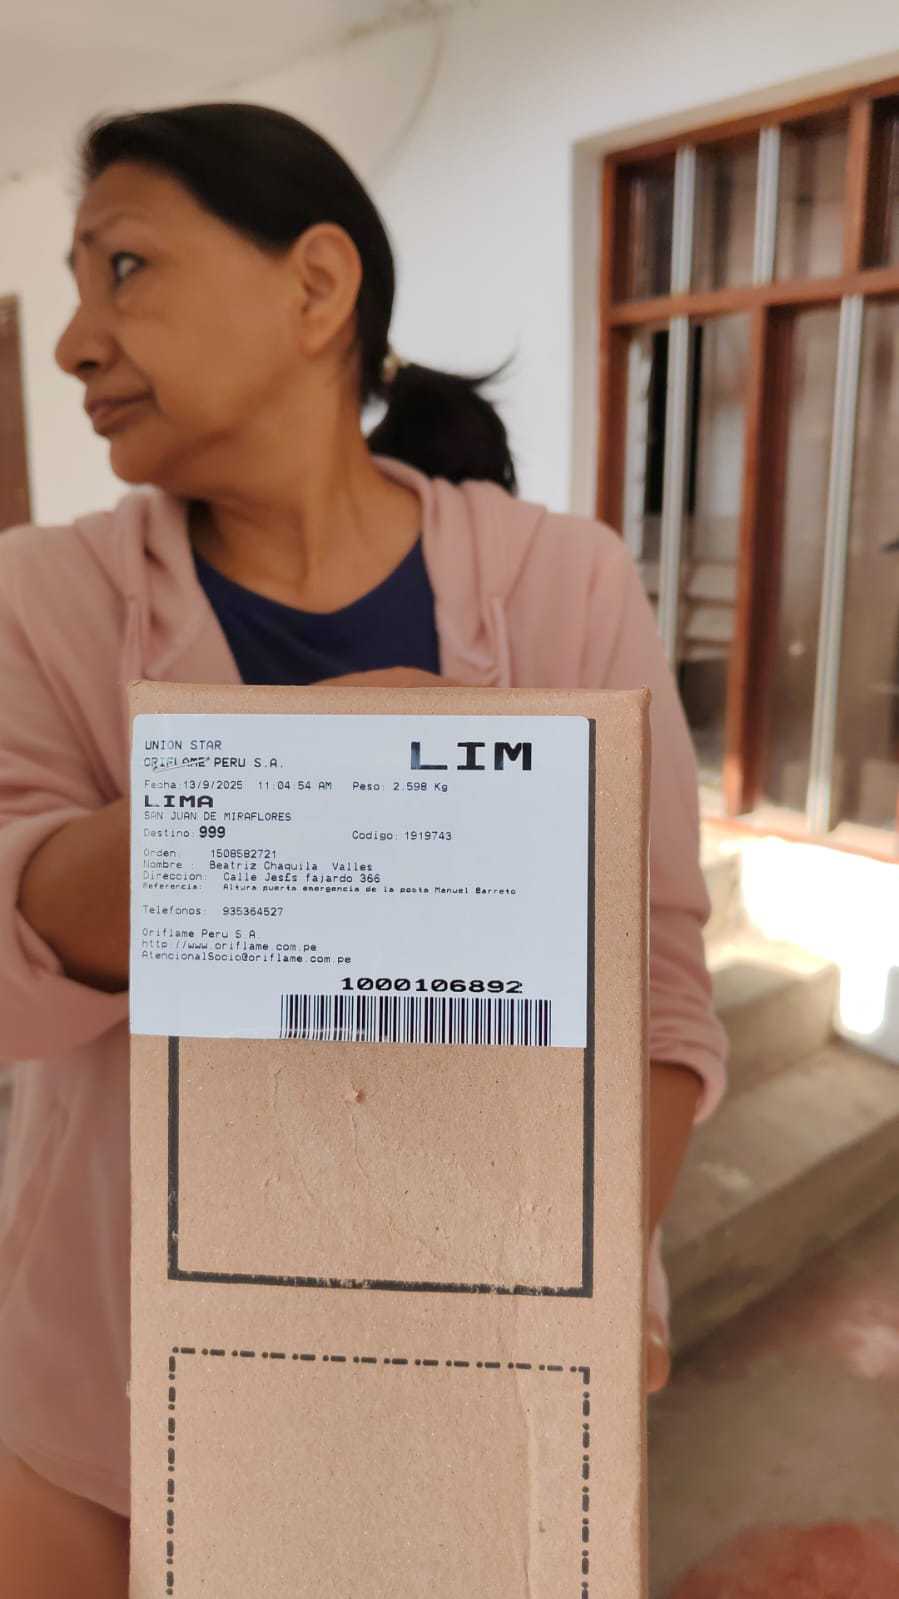 UNION STAR
ORIFLAME PERU S.A.
LIM
Fecha:13/9/2025 11:04:54 AM Peso: 2.598 Kg
LIMA
SAN JUAN DE MIRAFLORES
Destino: 999 Codigo: 1919743
Orden: 1508582721
Nombre : Beatriz Chaquila Valles
Direccion: Calle Jes£s fajardo 366
Referencia: Altura puerta emergencia de la posta Manuel Barreto
Telefonos: 935364527
Oriflame Peru S.A.
http://www.oriflame.com.pe
AtencionalSocio@oriflame.com.pe
1000106892